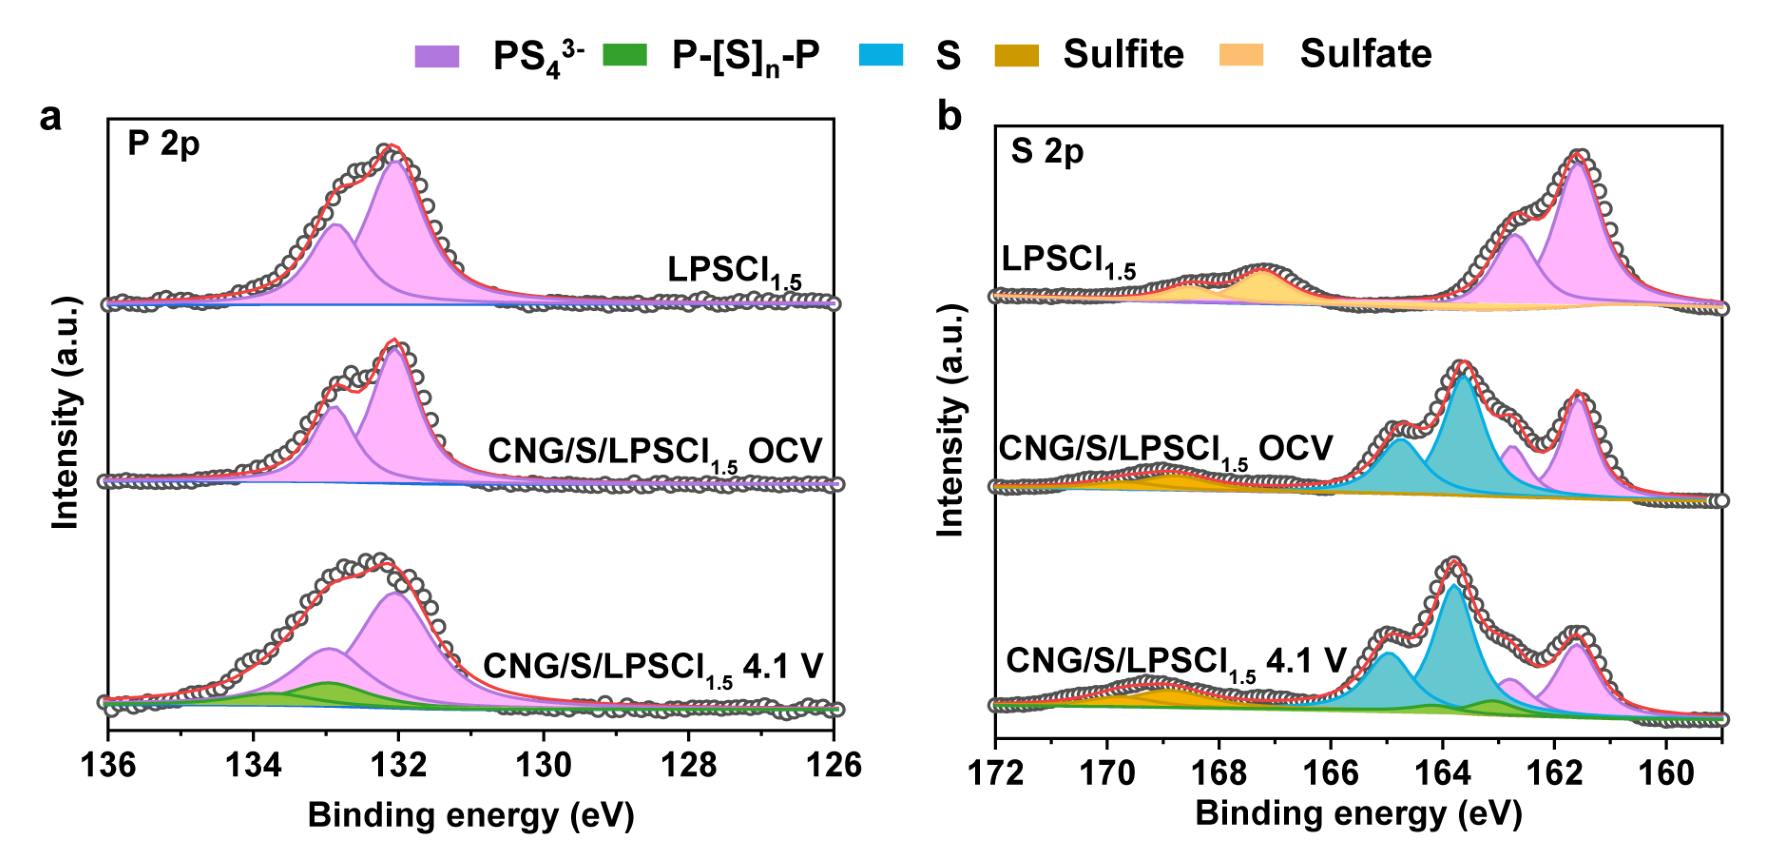 PS₄³⁻ P-[S]ₙ-P S Sulfite Sulfate
a
P 2p
LPSCl₁.₅
CNG/S/LPSCl₁.₅ OCV
CNG/S/LPSCl₁.₅ 4.1 V
Intensity (a.u.)
136 134 132 130 128 126
Binding energy (eV)
b
S 2p
LPSCl₁.₅
CNG/S/LPSCl₁.₅ OCV
CNG/S/LPSCl₁.₅ 4.1 V
Intensity (a.u.)
172 170 168 166 164 162 160
Binding energy (eV)